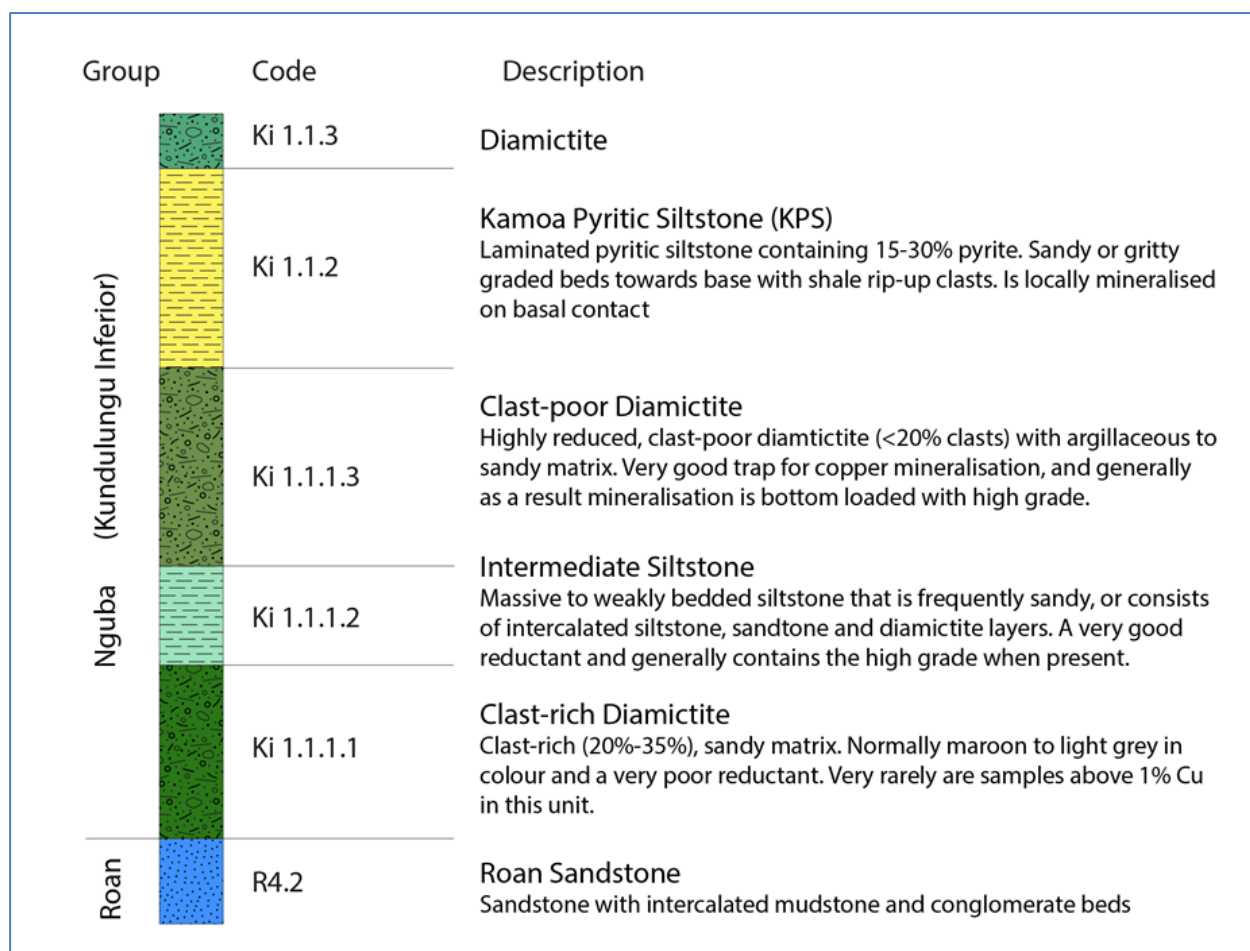 Group Code Description
Ki 1.1.3
Diamictite
Kamoa Pyritic Siltstone (KPS)
Ki 1.1.2
Laminated pyritic siltstone containing 15-30% pyrite. Sandy or gritty
graded beds towards base with shale rip-up clasts. Is locally mineralised
on basal contact
Nguba (Kundulungu Inferior)
Clast-poor Diamictite
Ki 1.1.1.3
Highly reduced, clast-poor diamtictite (<20% clasts) with argillaceous to
sandy matrix. Very good trap for copper mineralisation, and generally
as a result mineralisation is bottom loaded with high grade.
Intermediate Siltstone
Ki 1.1.1.2
Massive to weakly bedded siltstone that is frequently sandy, or consists
of intercalated siltstone, sandtone and diamictite layers. A very good
reductant and generally contains the high grade when present.
Clast-rich Diamictite
Ki 1.1.1.1
Clast-rich (20%-35%), sandy matrix. Normally maroon to light grey in
colour and a very poor reductant. Very rarely are samples above 1% Cu
in this unit.
Roan
R4.2
Roan Sandstone
Sandstone with intercalated mudstone and conglomerate beds